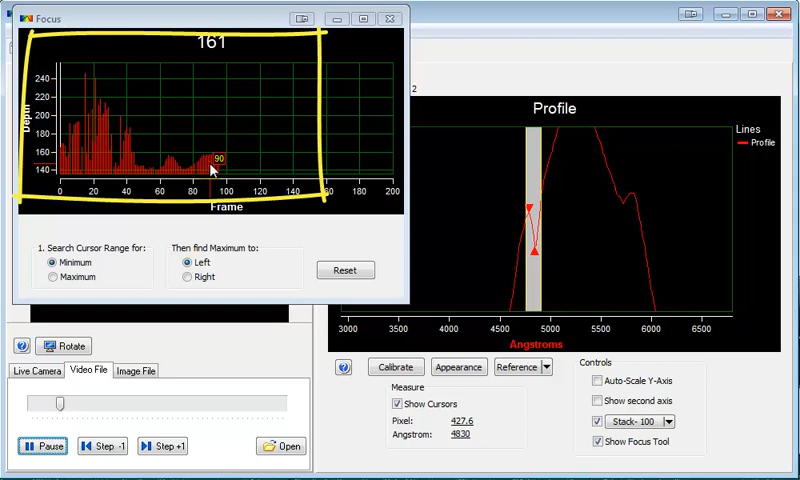 Focus
161
240
220
200
180
160
140
Depth
90
0 20 40 60 80 100 120 140 160 180 200
Frame
1. Search Cursor Range for:
Minimum
Maximum
Then find Maximum to:
Left
Right
Reset
2
Profile
Lines
Profile
3000 3500 4000 4500 5000 5500 6000 6500
Angstroms
Rotate
Live Camera Video File Image File
Pause Step -1 Step +1 Open
Calibrate Appearance Reference
Measure
Show Cursors
Pixel: 427.6
Angstrom: 4830
Controls
Auto-Scale Y-Axis
Show second axis
Stack- 100
Show Focus Tool